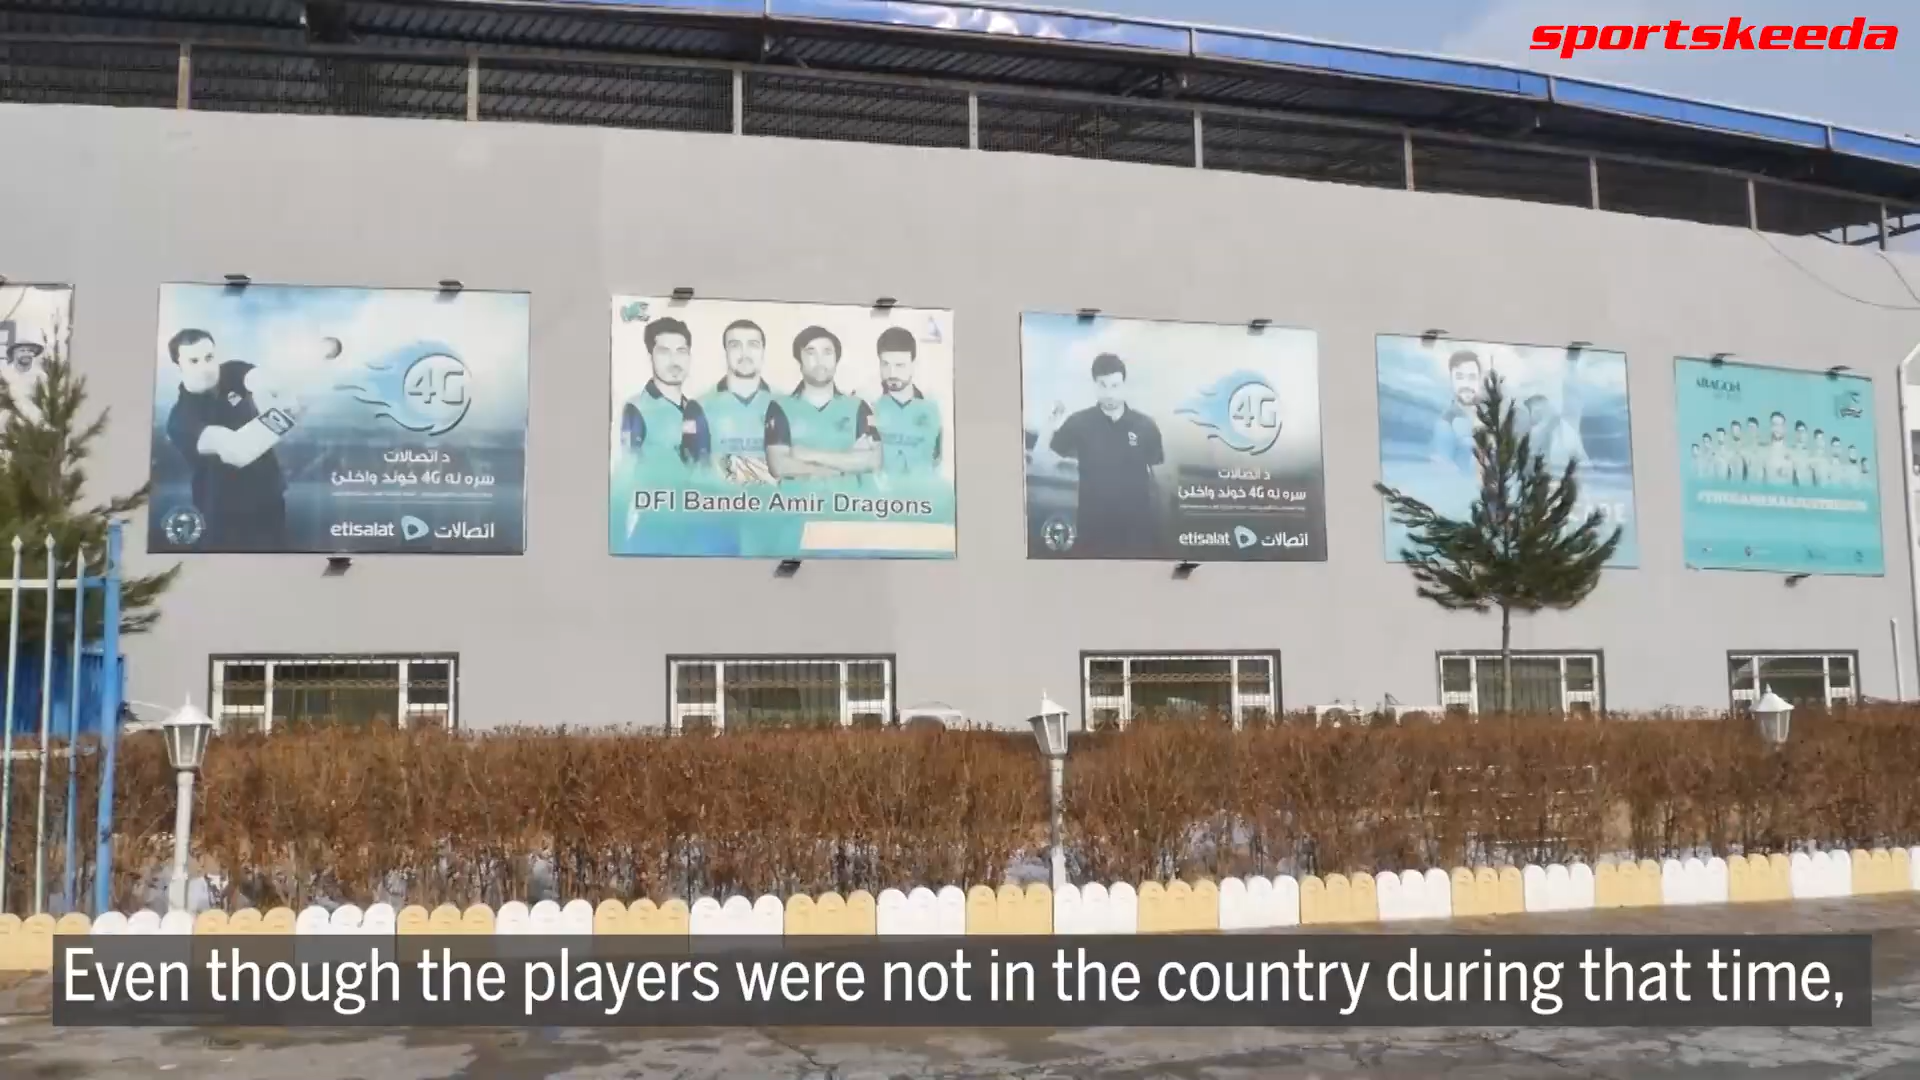 sportskeeda
4G
د اتصالات
سره له 4G خوند واخلئ
etisalat اتصالات
DFI Bande Amir Dragons
4G
د اتصالات
سره له 4G خوند واخلئ
etisalat اتصالات
Even though the players were not in the country during that time,